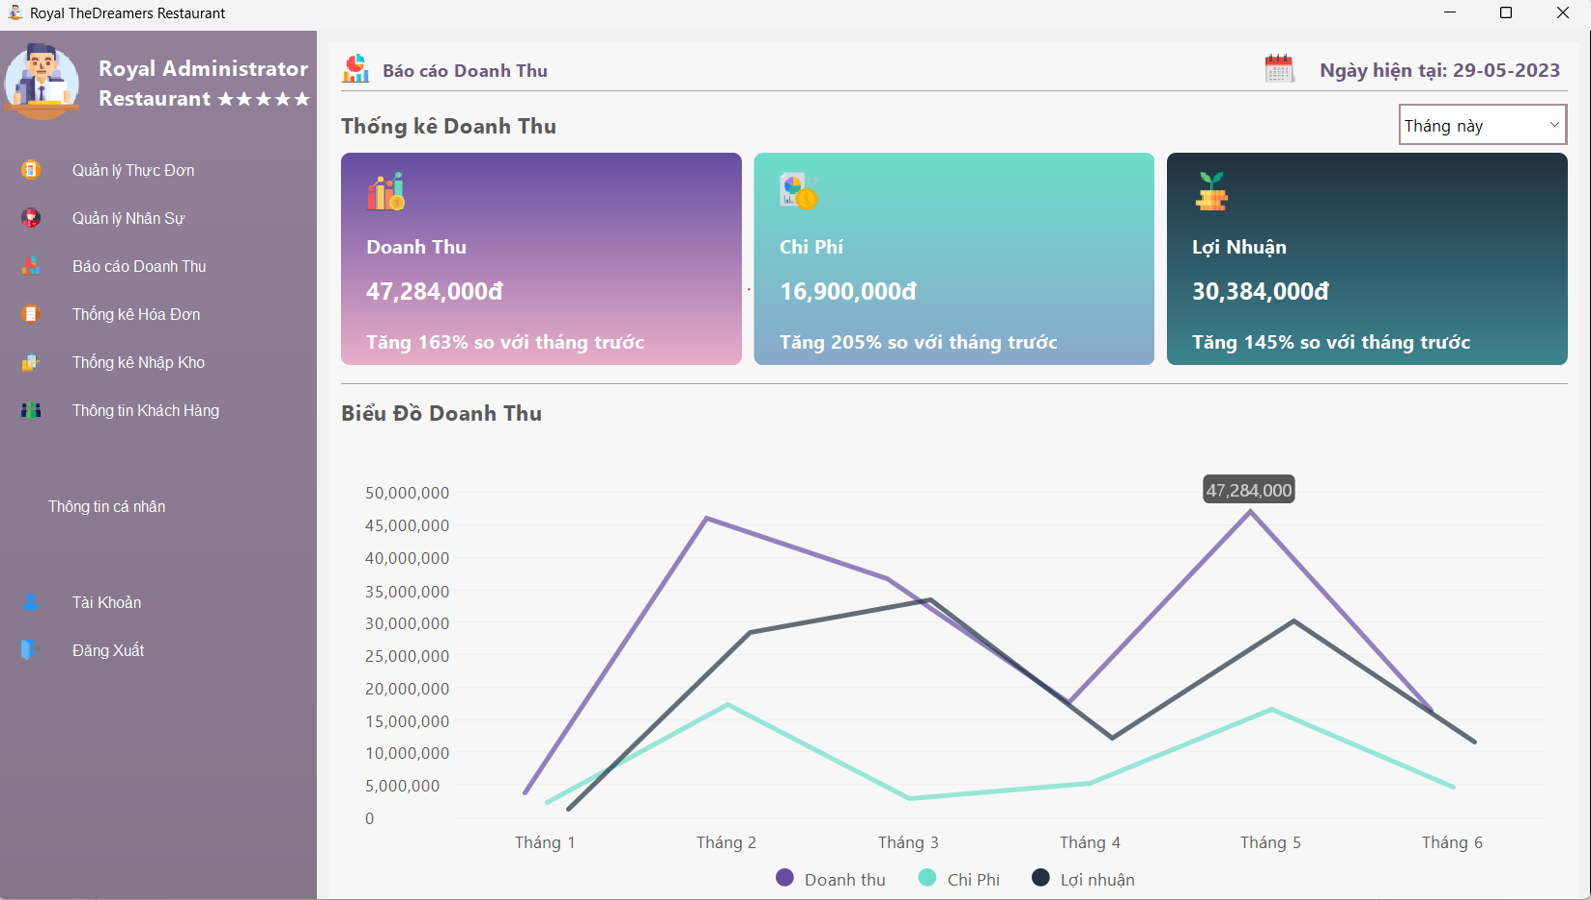 Royal TheDreamers Restaurant
Royal Administrator
Restaurant ★★★★★
Quản lý Thực Đơn
Quản lý Nhân Sự
Báo cáo Doanh Thu
Thống kê Hóa Đơn
Thống kê Nhập Kho
Thông tin Khách Hàng
Thông tin cá nhân
Tài Khoản
Đăng Xuất
Báo cáo Doanh Thu
Ngày hiện tại: 29-05-2023
Thống kê Doanh Thu
Tháng này
Doanh Thu
47,284,000đ
Tăng 163% so với tháng trước
Chi Phí
16,900,000đ
Tăng 205% so với tháng trước
Lợi Nhuận
30,384,000đ
Tăng 145% so với tháng trước
Biểu Đồ Doanh Thu
47,284,000
50,000,000
45,000,000
40,000,000
35,000,000
30,000,000
25,000,000
20,000,000
15,000,000
10,000,000
5,000,000
0
Tháng 1 Tháng 2 Tháng 3 Tháng 4 Tháng 5 Tháng 6
Doanh thu Chi Phí Lợi nhuận